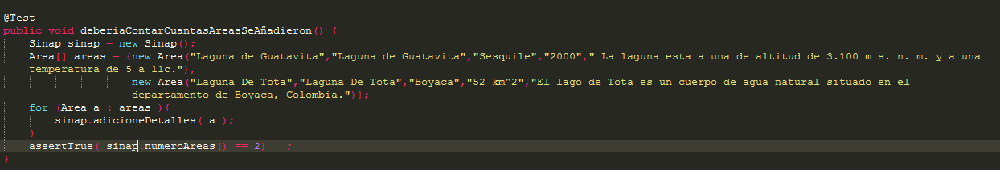 @Test
public void deberiaContarCuantasAreasSeAñadieron() {
Sinap sinap = new Sinap();
Area[] areas = {new Area("Laguna de Guatavita","Laguna de Guatavita","Sesquile","2000"," La laguna esta a una de altitud de 3.100 m s. n. m. y a una
temperatura de 5 a 11c."),
new Area("Laguna De Tota","Laguna De Tota","Boyaca","52 km^2","El lago de Tota es un cuerpo de agua natural situado en el
departamento de Boyaca, Colombia.")};
for (Area a : areas ){
sinap.adicioneDetalles( a );
}
assertTrue( sinap.numeroAreas() == 2)   ;
}